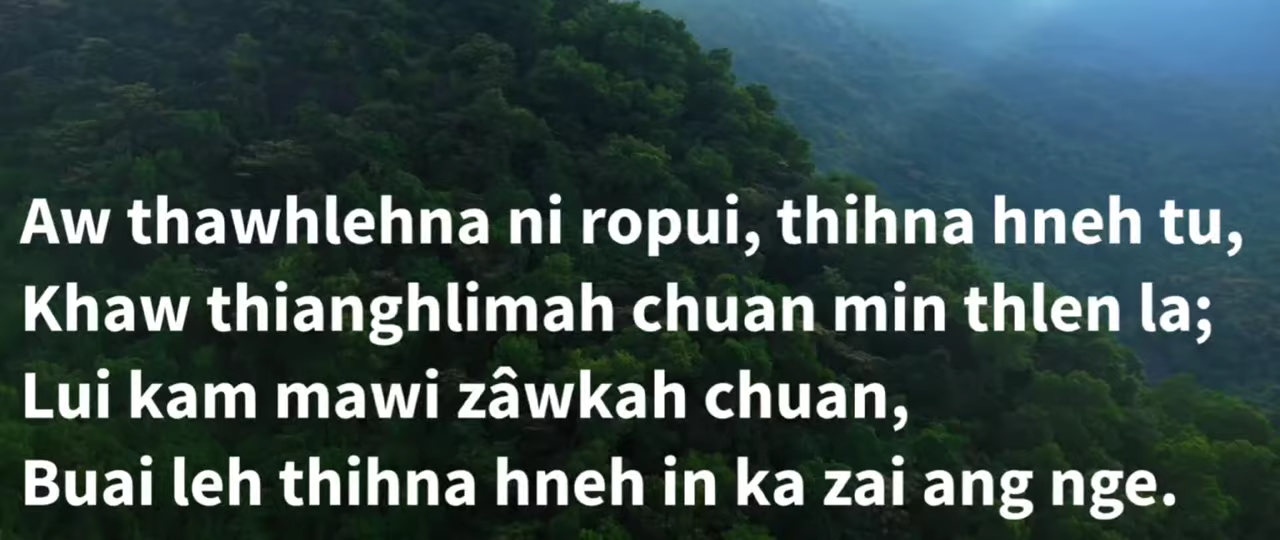 Aw thawhlehna ni ropui, thihna hneh tu,
Khaw thianghlimah chuan min thlen la;
Lui kam mawi zâwkah chuan,
Buai leh thihna hneh in ka zai ang nge.